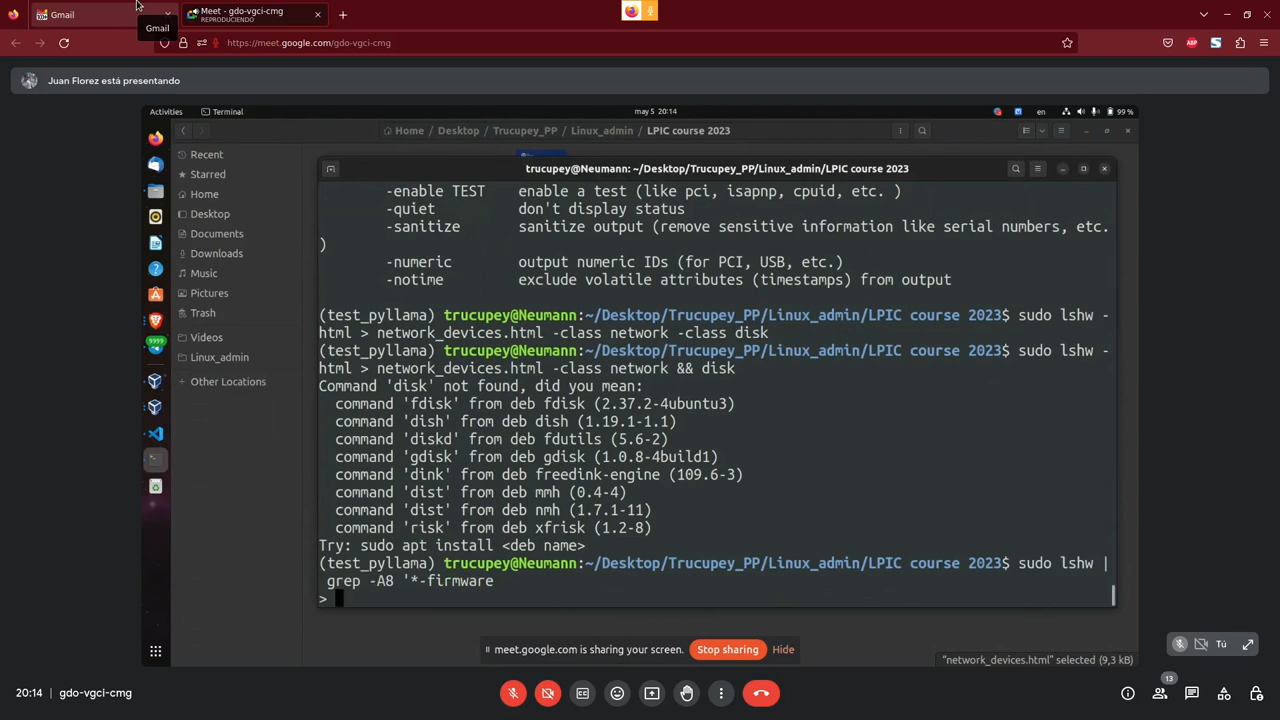 Gmail
Meet - gdo-vgci-cmg
REPRODUCIENDO
Gmail
https://meet.google.com/gdo-vgci-cmg
Juan Florez está presentando
Activities
Terminal
may 5 20:14
en
99 %
Home / Desktop / Trucupey_PP / Linux_admin / LPIC course 2023
Recent
Starred
Home
Desktop
Documents
Downloads
Music
Pictures
Trash
Videos
Linux_admin
Other Locations
trucupey@Neumann: ~/Desktop/Trucupey_PP/Linux_admin/LPIC course 2023
-enable TEST enable a test (like pci, isapnp, cpuid, etc. )
-quiet don't display status
-sanitize sanitize output (remove sensitive information like serial numbers, etc.
)
-numeric output numeric IDs (for PCI, USB, etc.)
-notime exclude volatile attributes (timestamps) from output
(test_pyllama) trucupey@Neumann:~/Desktop/Trucupey_PP/Linux_admin/LPIC course 2023$ sudo lshw -
html > network_devices.html -class network -class disk
(test_pyllama) trucupey@Neumann:~/Desktop/Trucupey_PP/Linux_admin/LPIC course 2023$ sudo lshw -
html > network_devices.html -class network && disk
Command 'disk' not found, did you mean:
command 'fdisk' from deb fdisk (2.37.2-4ubuntu3)
command 'dish' from deb dish (1.19.1-1.1)
command 'diskd' from deb fdutils (5.6-2)
command 'gdisk' from deb gdisk (1.0.8-4build1)
command 'dink' from deb freedink-engine (109.6-3)
command 'dist' from deb mmh (0.4-4)
command 'dist' from deb nmh (1.7.1-11)
command 'risk' from deb xfrisk (1.2-8)
Try: sudo apt install <deb name>
(test_pyllama) trucupey@Neumann:~/Desktop/Trucupey_PP/Linux_admin/LPIC course 2023$ sudo lshw |
grep -A8 '*-firmware
>
meet.google.com is sharing your screen.
Stop sharing
Hide
"network_devices.html" selected (9,3 kB)
Tú
20:14
gdo-vgci-cmg
13